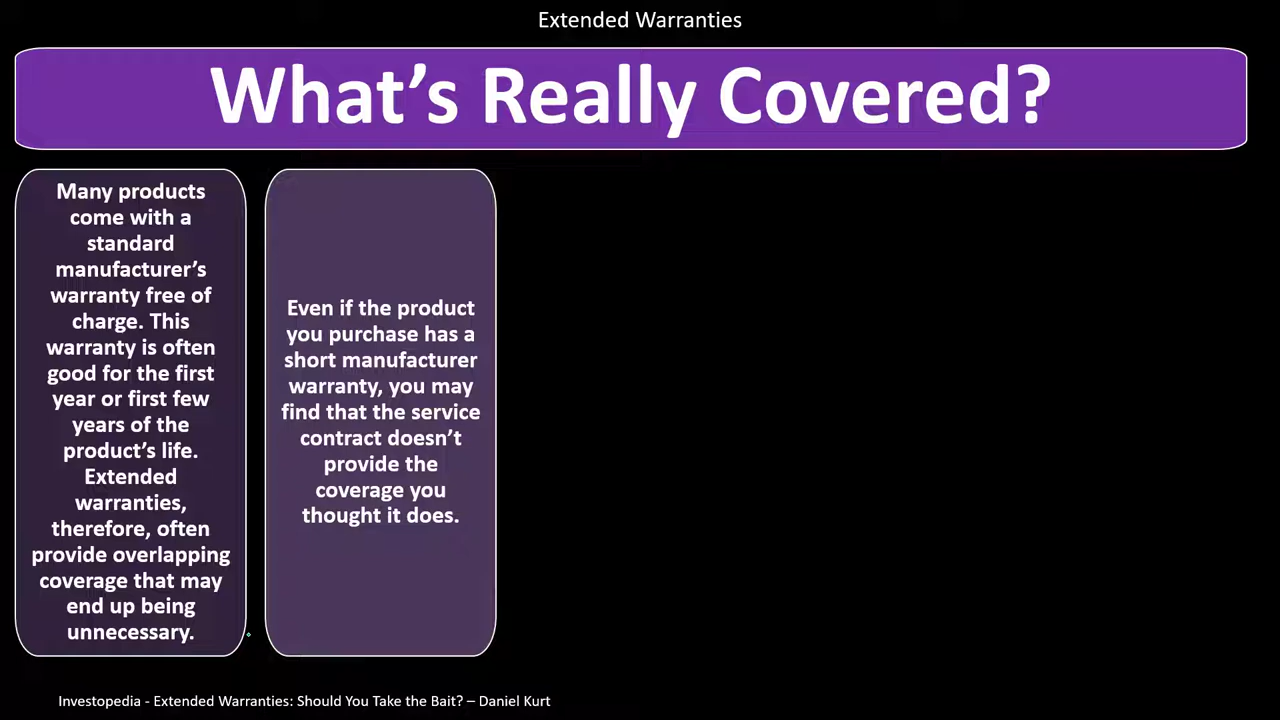 Extended Warranties
What’s Really Covered?
Many products
come with a
standard
manufacturer’s
warranty free of
charge. This
warranty is often
good for the first
year or first few
years of the
product’s life.
Extended
warranties,
therefore, often
provide overlapping
coverage that may
end up being
unnecessary.
Even if the product
you purchase has a
short manufacturer
warranty, you may
find that the service
contract doesn’t
provide the
coverage you
thought it does.
Investopedia - Extended Warranties: Should You Take the Bait? – Daniel Kurt